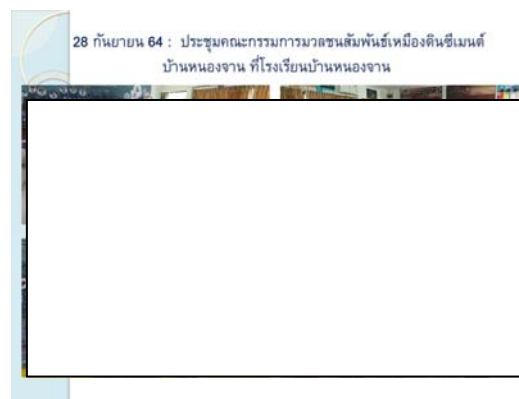 28 กันยายน 64 : ประชุมคณะกรรมการมวลชนสัมพันธ์เหมืองดินซีเมนต์
บ้านหนองจาน ที่โรงเรียนบ้านหนองจาน